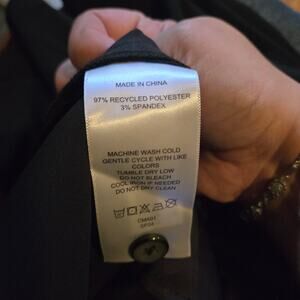 MADE IN CHINA
97% RECYCLED POLYESTER
3% SPANDEX
MACHINE WASH COLD
GENTLE CYCLE WITH LIKE
COLORS
TUMBLE DRY LOW
DO NOT BLEACH
COOL IRON IF NEEDED
DO NOT DRY CLEAN